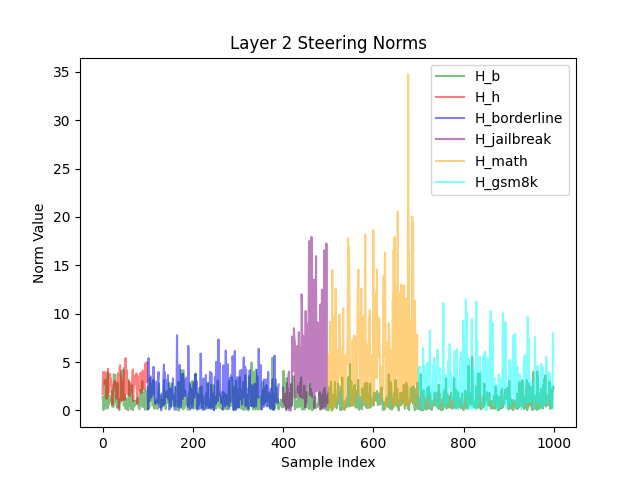 Layer 2 Steering Norms
H_b
H_h
H_borderline
H_jailbreak
H_math
H_gsm8k
Norm Value
35
30
25
20
15
10
5
0
0
200
400
600
800
1000
Sample Index